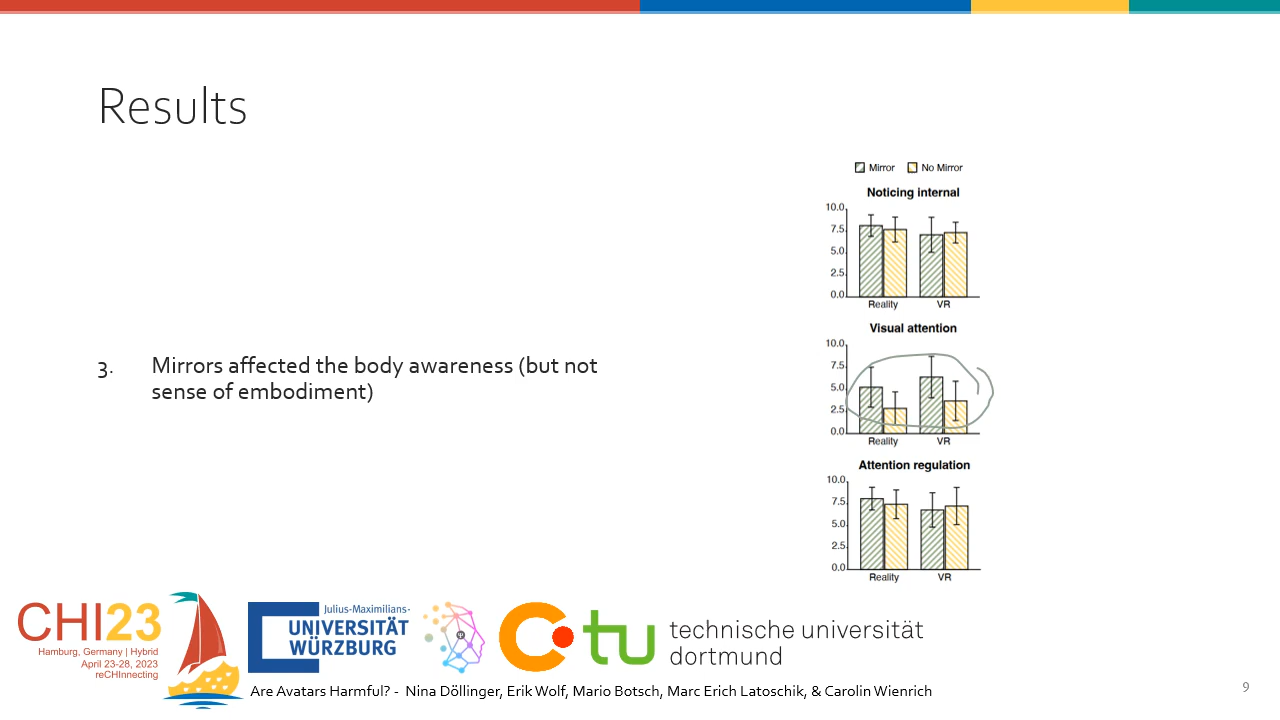 Results
3. Mirrors affected the body awareness (but not
sense of embodiment)
Mirror No Mirror
Noticing internal
10.0
7.5
5.0
2.5
0.0
Reality VR
Visual attention
10.0
7.5
5.0
2.5
0.0
Reality VR
Attention regulation
10.0
7.5
5.0
2.5
0.0
Reality VR
CHI23
Hamburg, Germany | Hybrid
April 23-28, 2023
reCHInnecting
Julius-Maximilians-
UNIVERSITÄT
WÜRZBURG
tu technische universität
dortmund
Are Avatars Harmful? - Nina Döllinger, Erik Wolf, Mario Botsch, Marc Erich Latoschik, & Carolin Wienrich
9